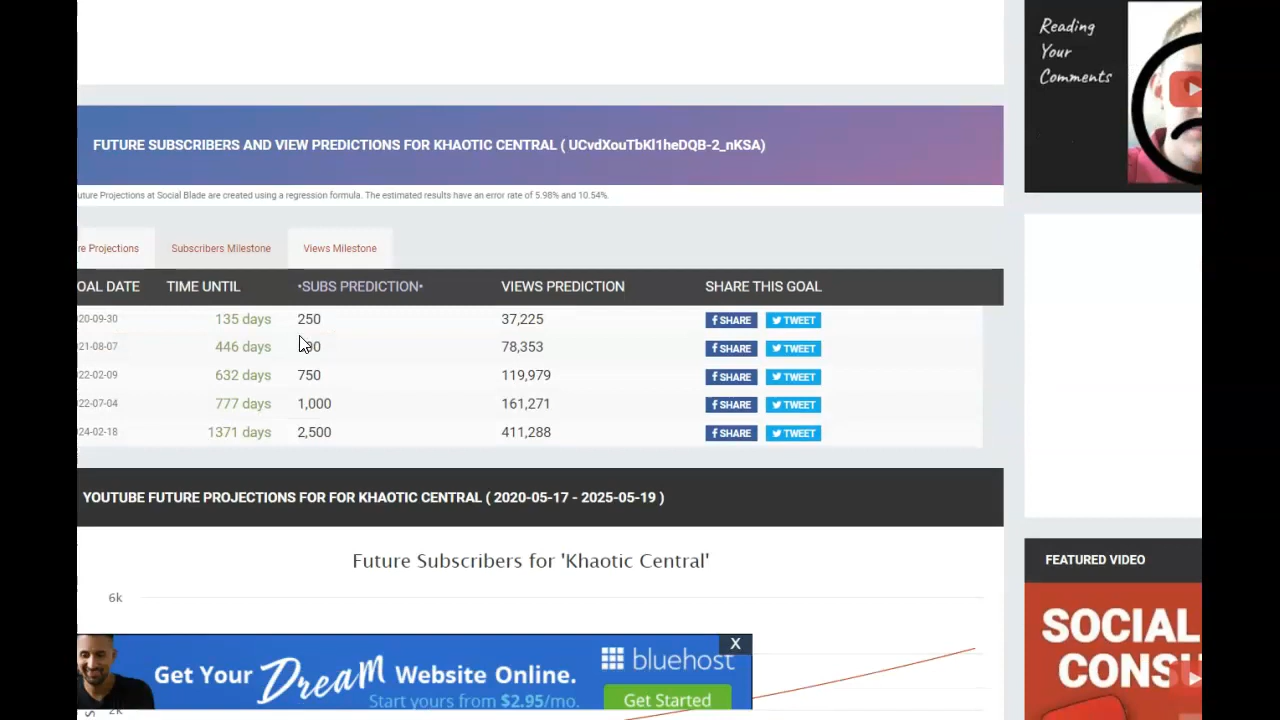 Reading
Your
Comments
FUTURE SUBSCRIBERS AND VIEW PREDICTIONS FOR KHAOTIC CENTRAL ( UCvdXouTbKl1heDQB-2_nKSA)
uture Projections at Social Blade are created using a regression formula. The estimated results have an error rate of 5.98% and 10.54%.
re Projections Subscribers Milestone Views Milestone
OAL DATE TIME UNTIL •SUBS PREDICTION• VIEWS PREDICTION SHARE THIS GOAL
20-09-30 135 days 250 37,225 SHARE TWEET
21-08-07 446 days 78,353 SHARE TWEET
22-02-09 632 days 750 119,979 SHARE TWEET
22-07-04 777 days 1,000 161,271 SHARE TWEET
24-02-18 1371 days 2,500 411,288 SHARE TWEET
YOUTUBE FUTURE PROJECTIONS FOR FOR KHAOTIC CENTRAL ( 2020-05-17 - 2025-05-19 )
Future Subscribers for 'Khaotic Central'
6k
2k
X
Get Your Dream Website Online.
Starts yours from $2.95/mo.
bluehost
Get Started
FEATURED VIDEO
SOCIAL
CONS